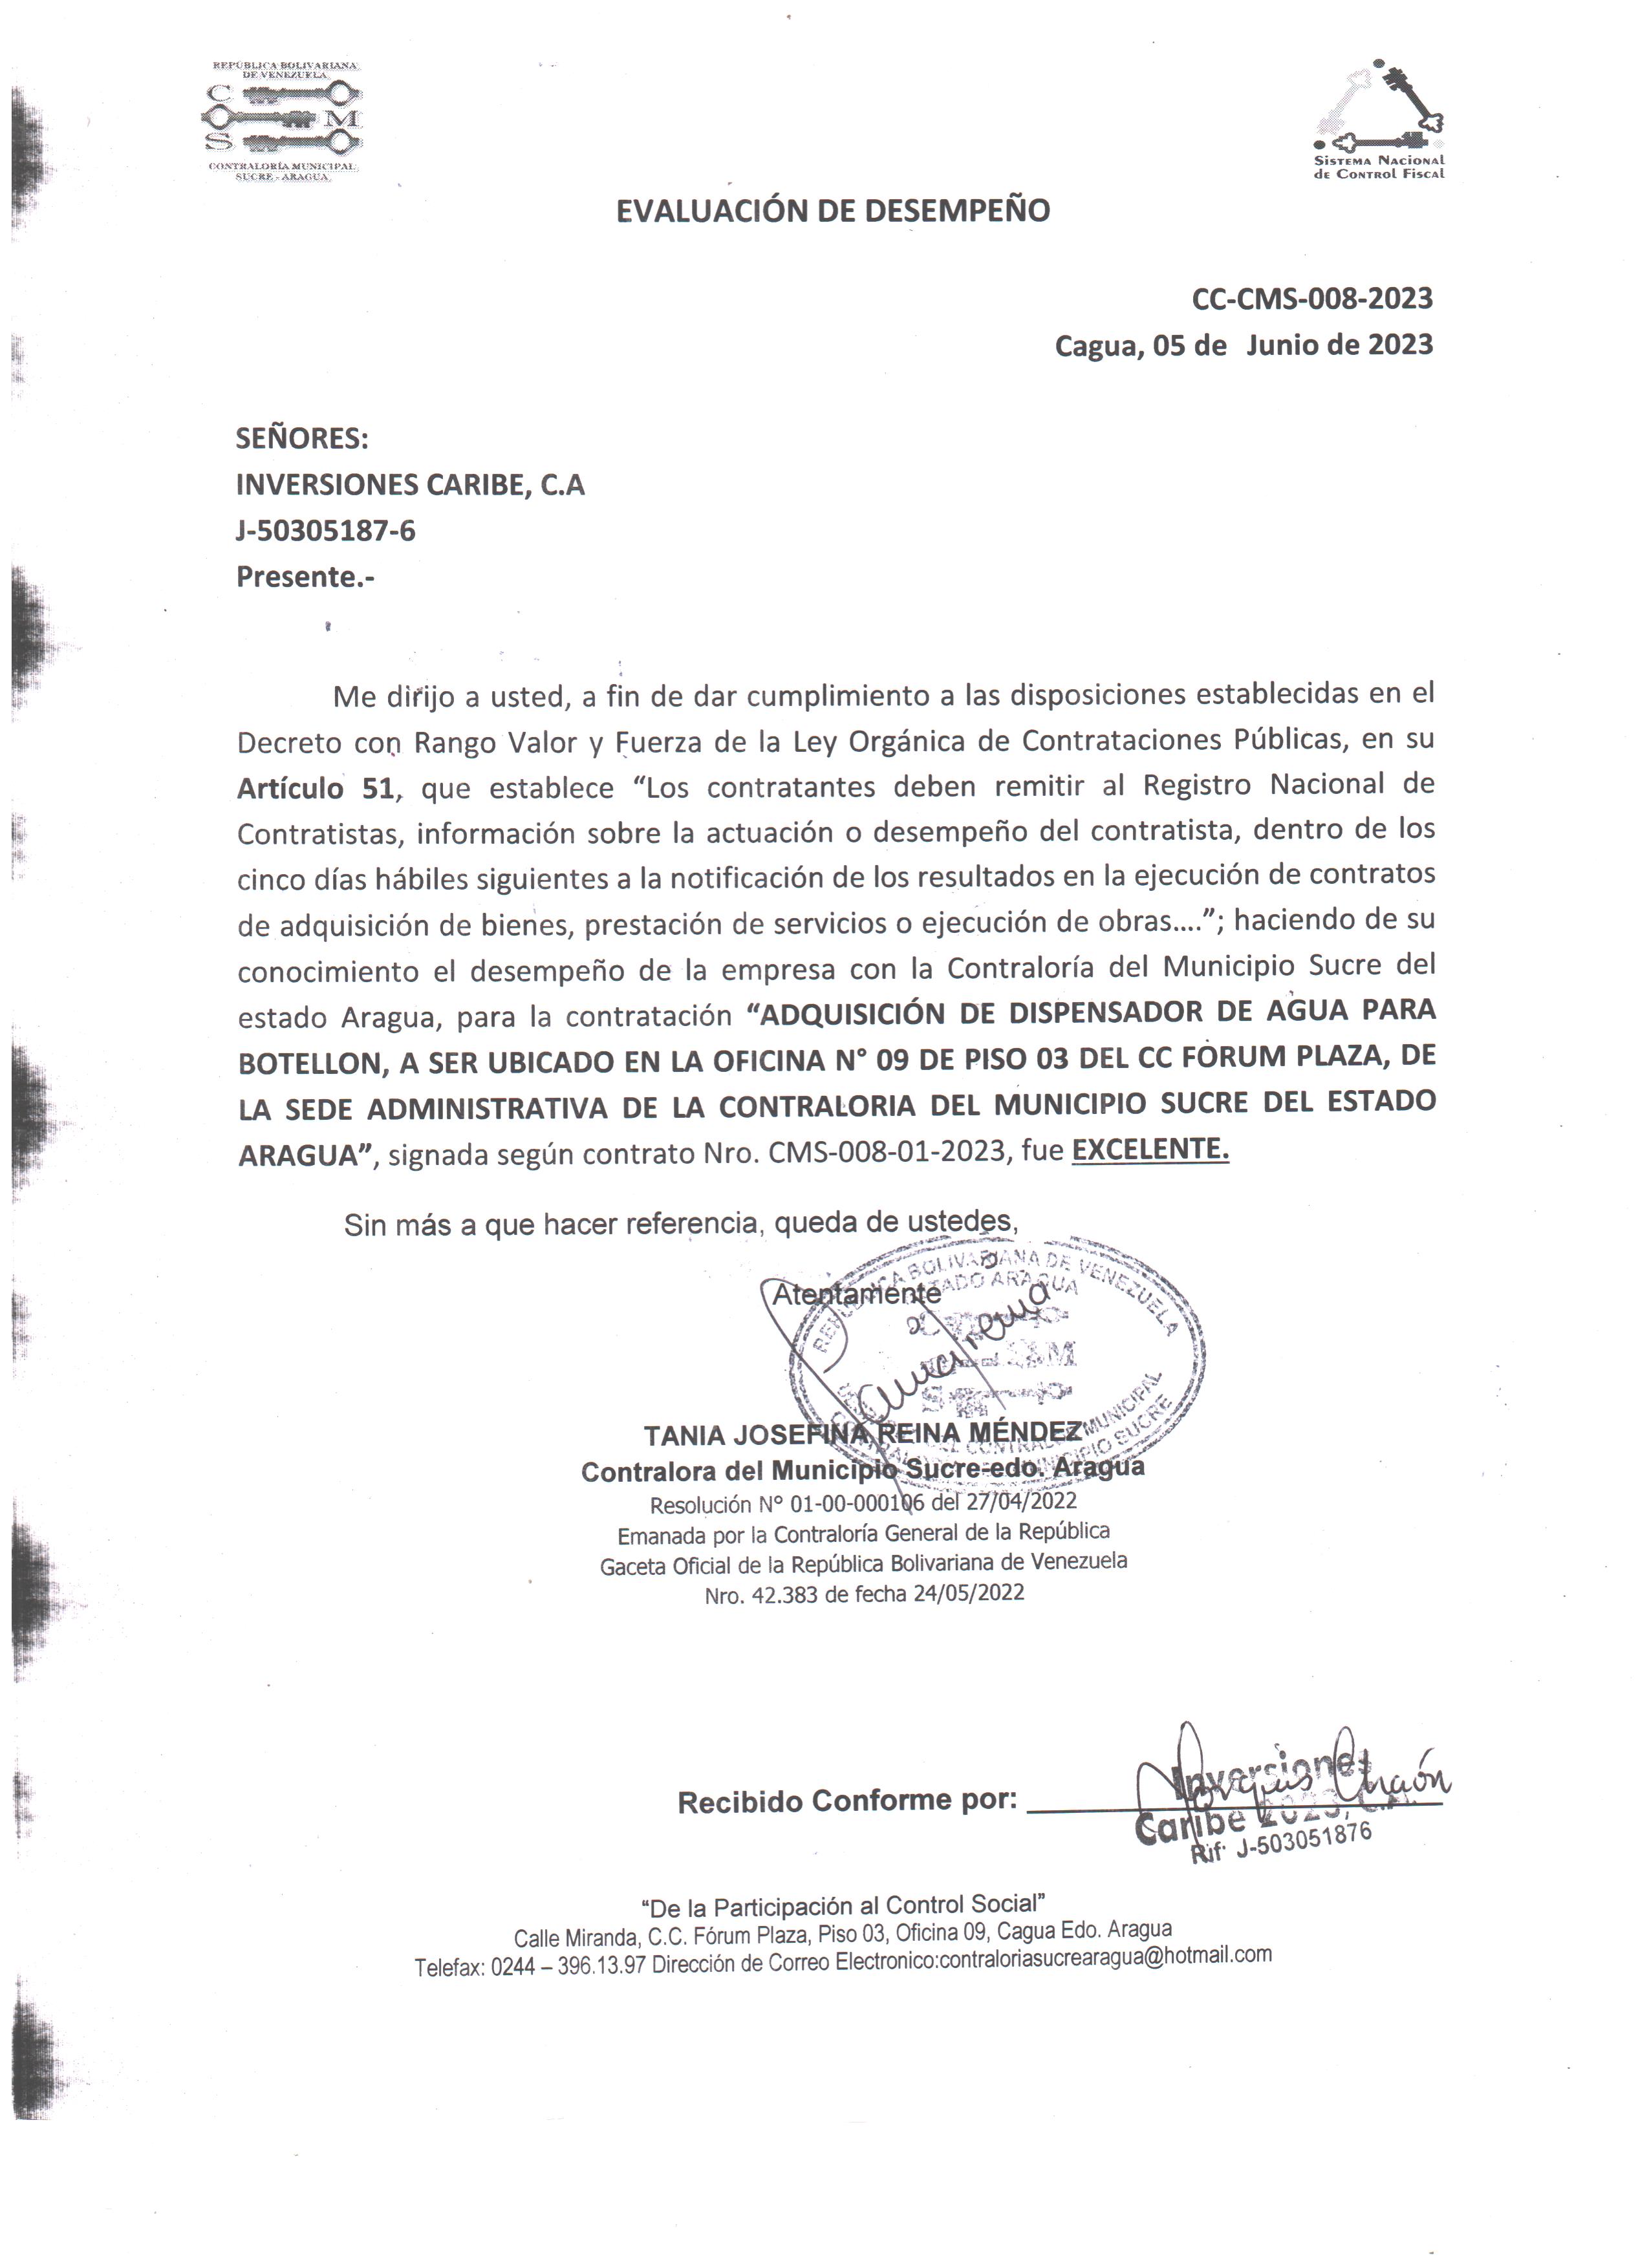 REPÚBLICA BOLIVARIANA
DE VENEZUELA
C
M
S
CONTRALORÍA MUNICIPAL
SUCRE - ARAGUA
SISTEMA NACIONAL
DE CONTROL FISCAL
EVALUACIÓN DE DESEMPEÑO
CC-CMS-008-2023
Cagua, 05 de Junio de 2023
SEÑORES:
INVERSIONES CARIBE, C.A
J-50305187-6
Presente.-
Me dirijo a usted, a fin de dar cumplimiento a las disposiciones establecidas en el
Decreto con Rango Valor y Fuerza de la Ley Orgánica de Contrataciones Públicas, en su
Artículo 51, que establece “Los contratantes deben remitir al Registro Nacional de
Contratistas, información sobre la actuación o desempeño del contratista, dentro de los
cinco días hábiles siguientes a la notificación de los resultados en la ejecución de contratos
de adquisición de bienes, prestación de servicios o ejecución de obras....”; haciendo de su
conocimiento el desempeño de la empresa con la Contraloría del Municipio Sucre del
estado Aragua, para la contratación “ADQUISICIÓN DE DISPENSADOR DE AGUA PARA
BOTELLON, A SER UBICADO EN LA OFICINA N° 09 DE PISO 03 DEL CC FORUM PLAZA, DE
LA SEDE ADMINISTRATIVA DE LA CONTRALORIA DEL MUNICIPIO SUCRE DEL ESTADO
ARAGUA”, signada según contrato Nro. CMS-008-01-2023, fue EXCELENTE.
Sin más a que hacer referencia, queda de ustedes,
Atentamente
REPÚBLICA BOLIVARIANA DE VENEZUELA
ESTADO ARAGUA
TANIA JOSEFINA REINA MÉNDEZ
Contralora del Municipio Sucre-edo. Aragua
Resolución N° 01-00-000106 del 27/04/2022
Emanada por la Contraloría General de la República
Gaceta Oficial de la República Bolivariana de Venezuela
Nro. 42.383 de fecha 24/05/2022
Recibido Conforme por:
Inversiones
Caribe 2023, C.A.
Rif: J-503051876
“De la Participación al Control Social”
Calle Miranda, C.C. Fórum Plaza, Piso 03, Oficina 09, Cagua Edo. Aragua
Telefax: 0244 – 396.13.97 Dirección de Correo Electronico:contraloriasucrearagua@hotmail.com